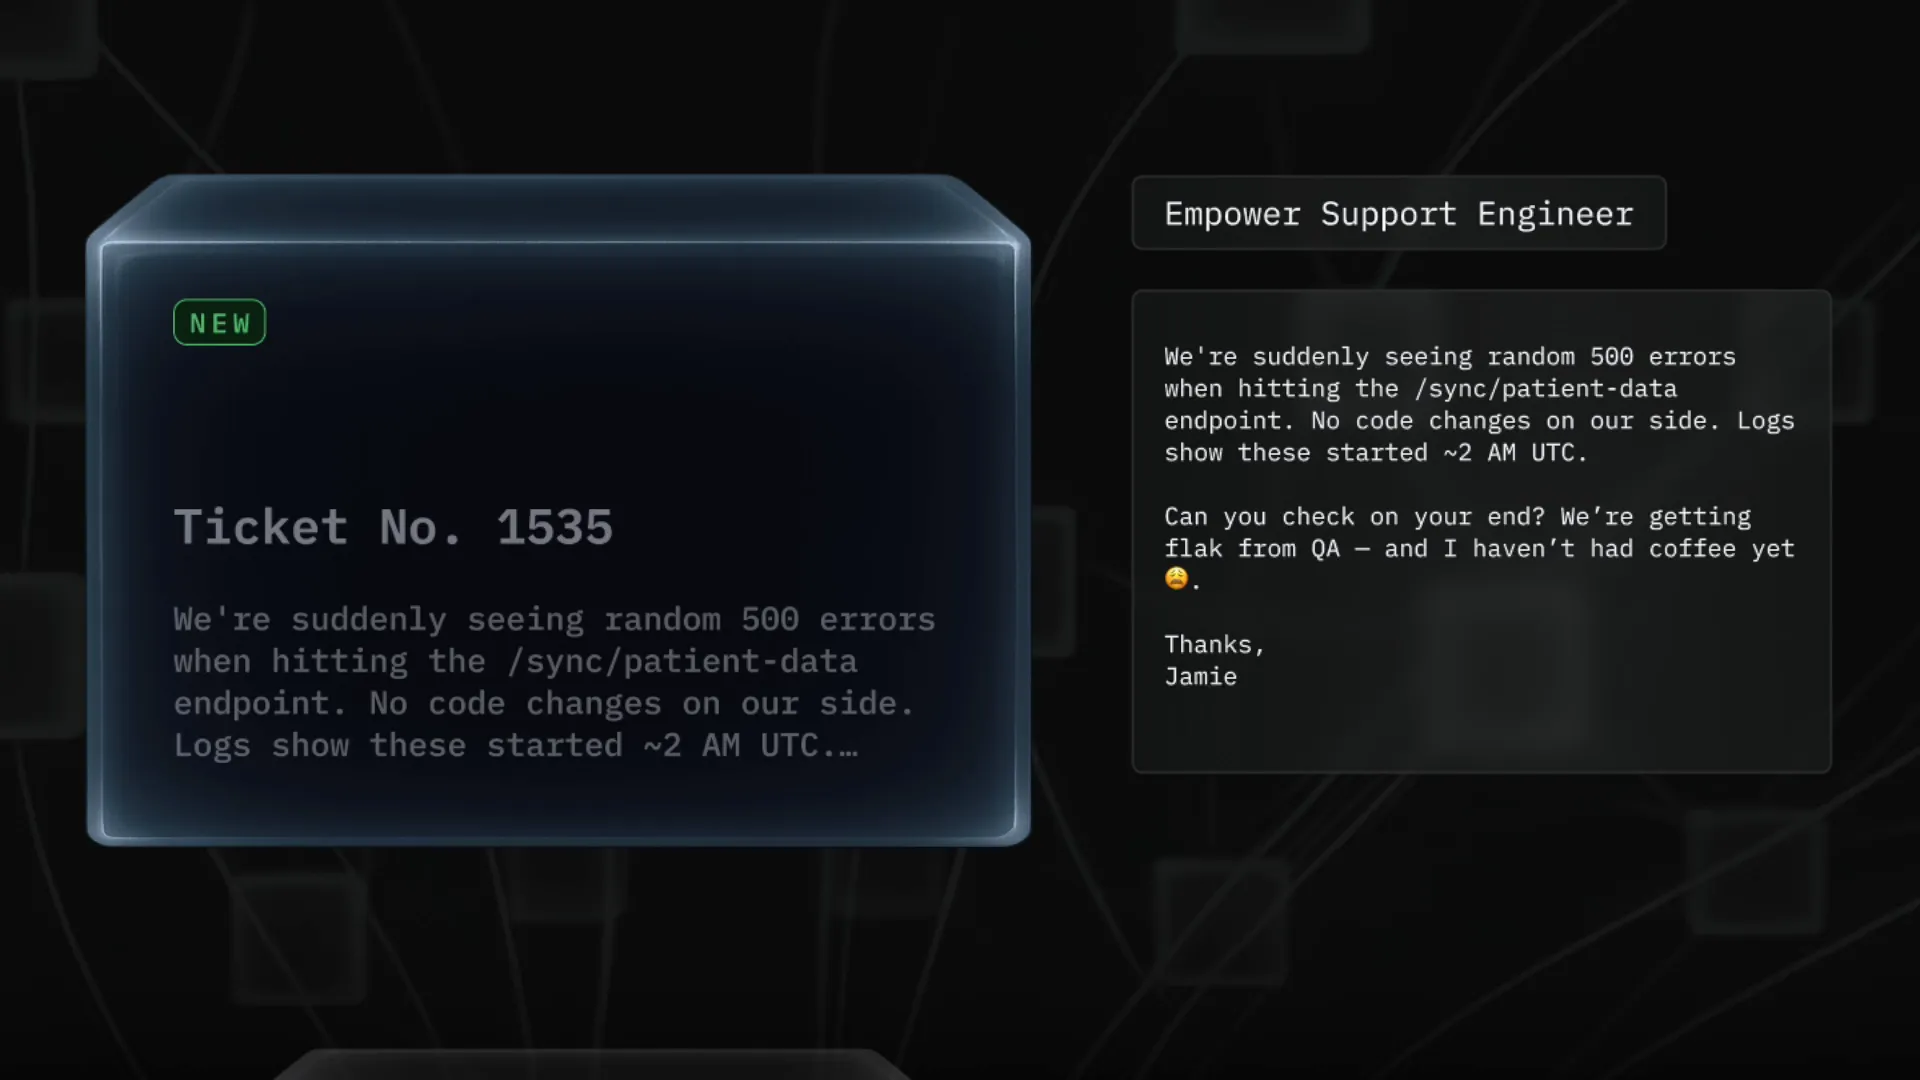 NEW
Ticket No. 1535
We're suddenly seeing random 500 errors
when hitting the /sync/patient-data
endpoint. No code changes on our side.
Logs show these started ~2 AM UTC.…
Empower Support Engineer
We're suddenly seeing random 500 errors
when hitting the /sync/patient-data
endpoint. No code changes on our side. Logs
show these started ~2 AM UTC.
Can you check on your end? We’re getting
flak from QA — and I haven’t had coffee yet
😩.
Thanks,
Jamie